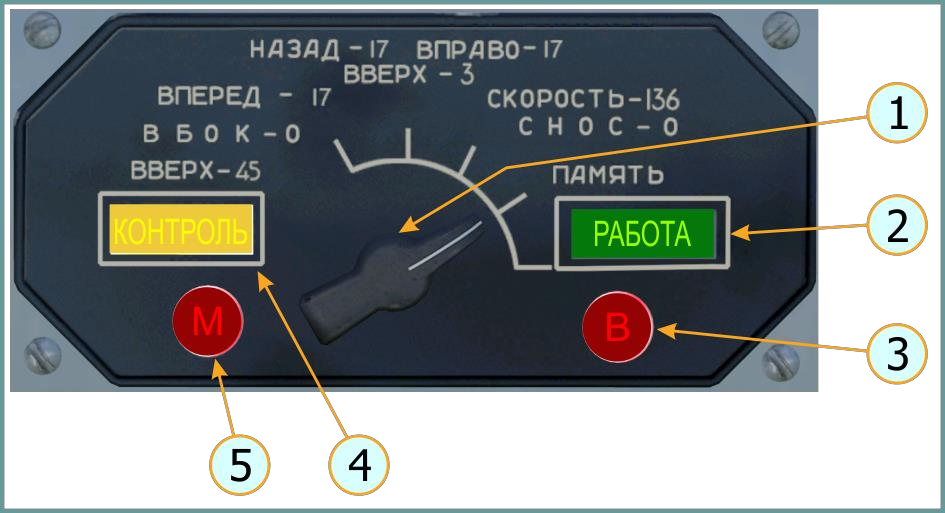 НАЗАД-17 ВПРАВО-17
ВВЕРХ-3
ВПЕРЕД - 17
СКОРОСТЬ-136
В БОК-0
СНОС-0
ВВЕРХ-45
ПАМЯТЬ
КОНТРОЛЬ
РАБОТА
М
В
1
2
3
4
5